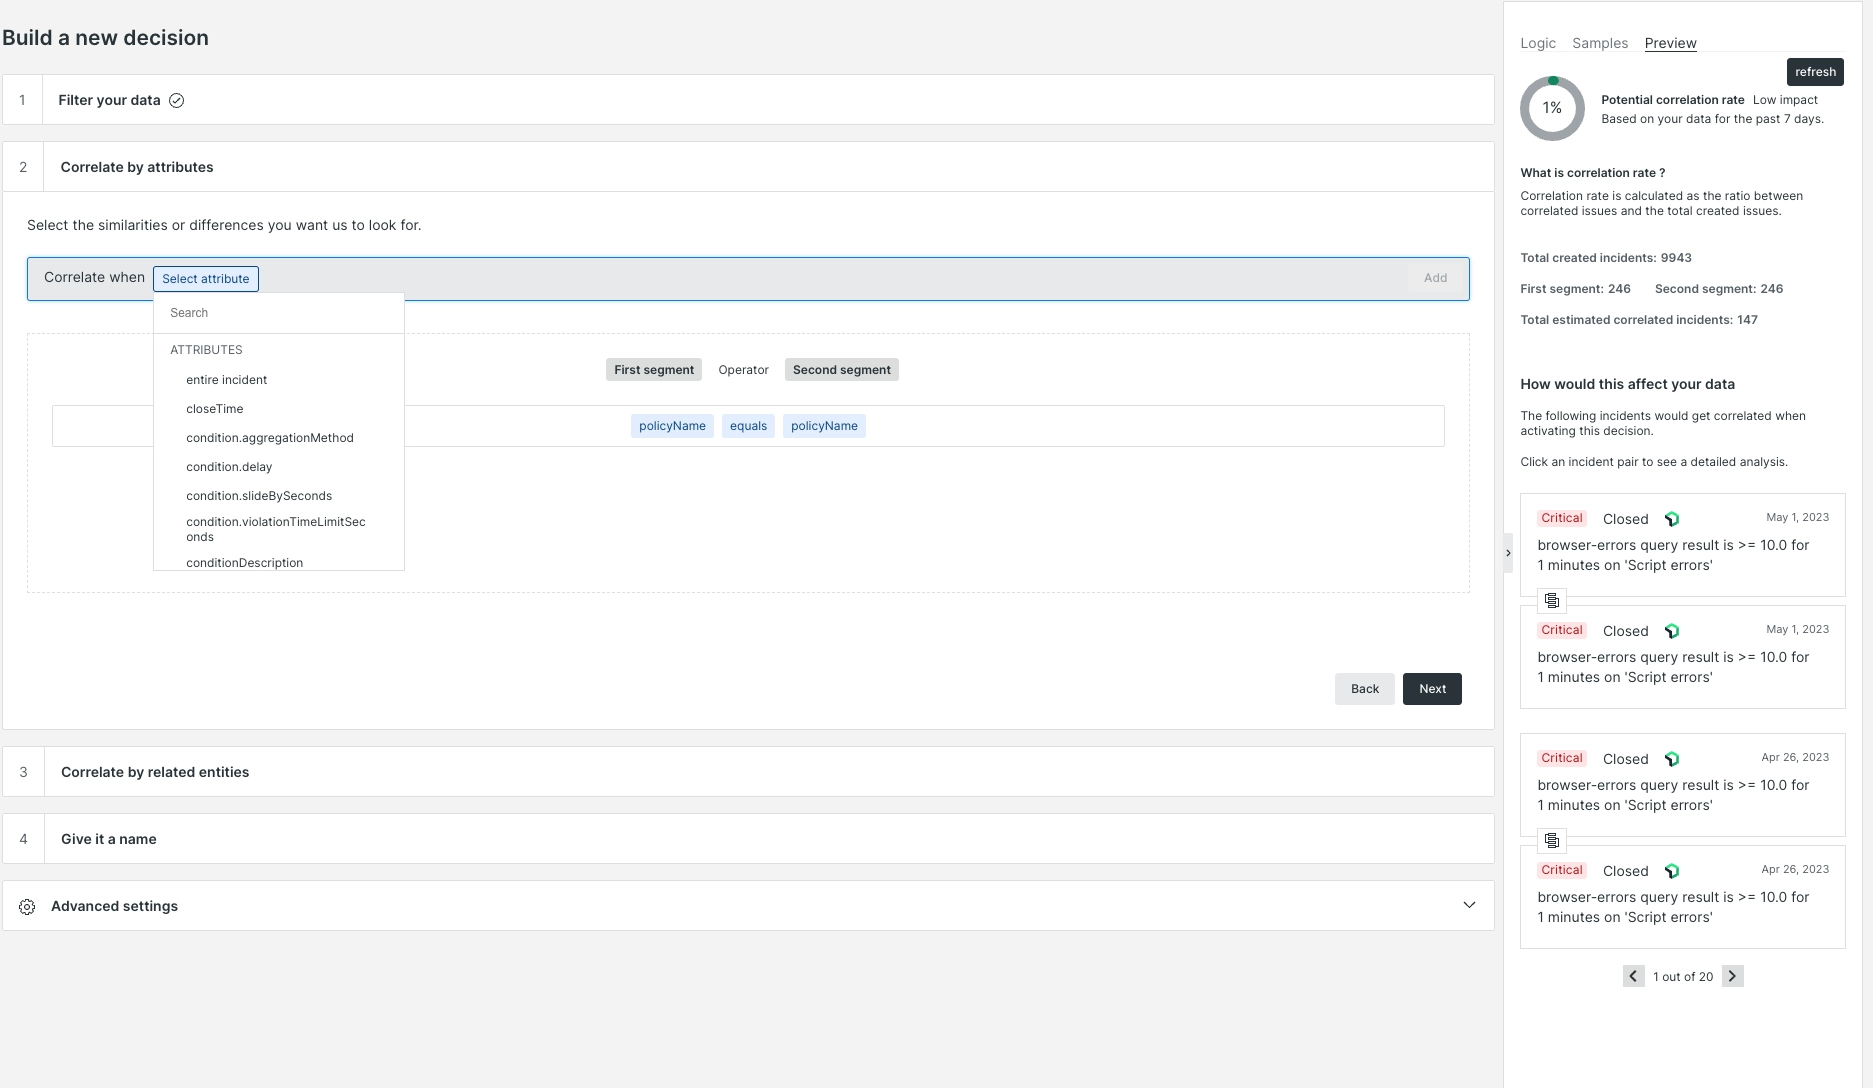 Build a new decision
1 Filter your data
2 Correlate by attributes
Select the similarities or differences you want us to look for.
Correlate when Select attribute Add
Search
ATTRIBUTES
entire incident
closeTime
condition.aggregationMethod
condition.delay
condition.slideBySeconds
condition.violationTimeLimitSec
onds
conditionDescription
First segment Operator Second segment
policyName equals policyName
Back Next
3 Correlate by related entities
4 Give it a name
Advanced settings
Logic Samples Preview
refresh
1%
Potential correlation rate Low impact
Based on your data for the past 7 days.
What is correlation rate ?
Correlation rate is calculated as the ratio between
correlated issues and the total created issues.
Total created incidents: 9943
First segment: 246 Second segment: 246
Total estimated correlated incidents: 147
How would this affect your data
The following incidents would get correlated when
activating this decision.
Click an incident pair to see a detailed analysis.
Critical Closed May 1, 2023
browser-errors query result is >= 10.0 for
1 minutes on 'Script errors'
Critical Closed May 1, 2023
browser-errors query result is >= 10.0 for
1 minutes on 'Script errors'
Critical Closed Apr 26, 2023
browser-errors query result is >= 10.0 for
1 minutes on 'Script errors'
Critical Closed Apr 26, 2023
browser-errors query result is >= 10.0 for
1 minutes on 'Script errors'
1 out of 20